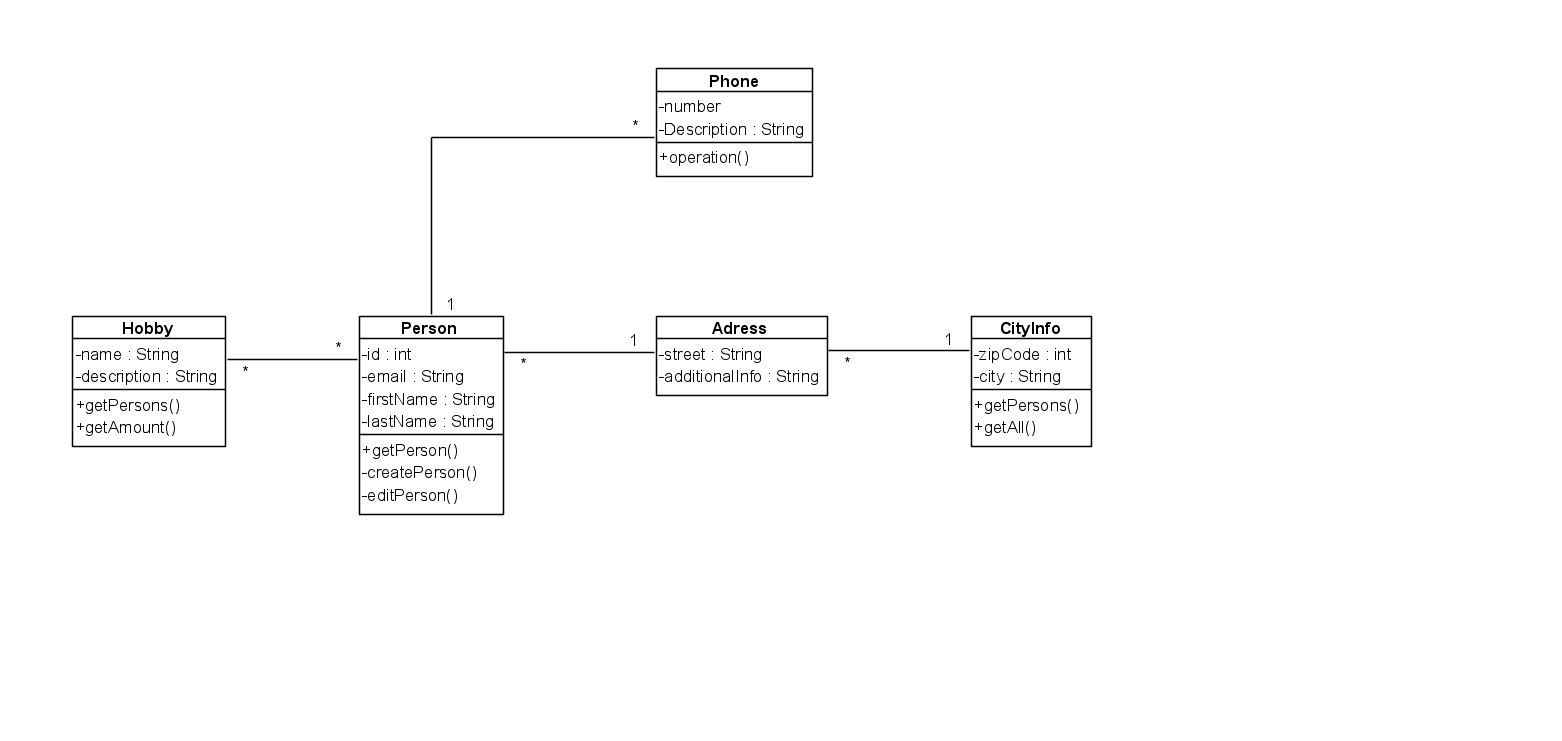 Phone
-number
-Description : String
+operation()
*
1
Hobby
-name : String
-description : String
+getPersons()
+getAmount()
*
*
Person
-id : int
-email : String
-firstName : String
-lastName : String
+getPerson()
-createPerson()
-editPerson()
*
1
Adress
-street : String
-additionalInfo : String
*
1
CityInfo
-zipCode : int
-city : String
+getPersons()
+getAll()